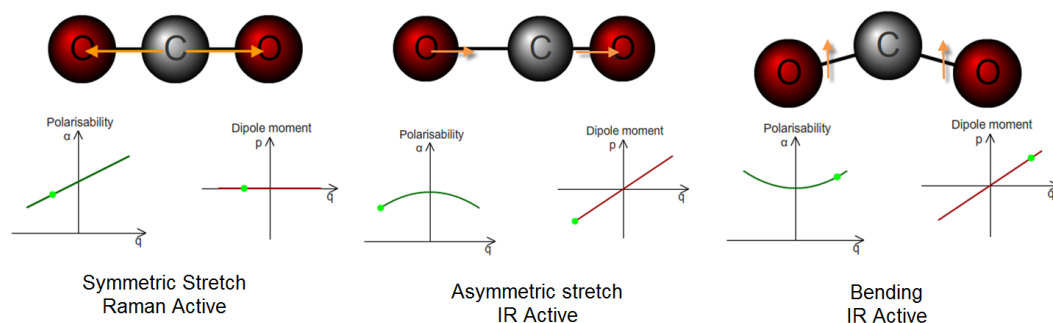 O C O
O C O
O C O
Polarisability
α
q
Dipole moment
p
q
Polarisability
α
q
Dipole moment
p
q
Polarisability
α
q
Dipole moment
p
q
Symmetric Stretch
Raman Active
Asymmetric stretch
IR Active
Bending
IR Active